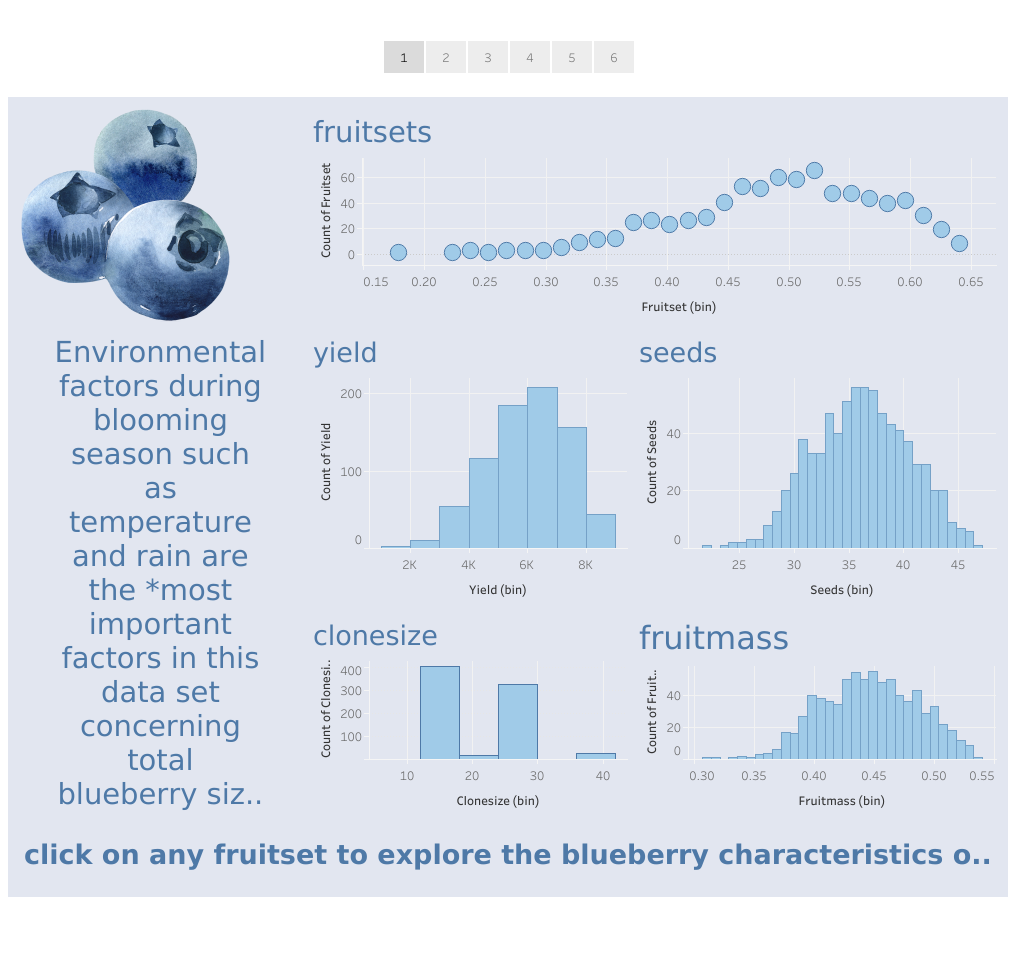 1 2 3 4 5 6
fruitsets
Count of Fruitset
60
40
20
0
0.15 0.20 0.25 0.30 0.35 0.40 0.45 0.50 0.55 0.60 0.65
Fruitset (bin)
Environmental
factors during
blooming
season such
as
temperature
and rain are
the *most
important
factors in this
data set
concerning
total
blueberry siz..
yield
Count of Yield
200
100
0
2K 4K 6K 8K
Yield (bin)
seeds
Count of Seeds
40
20
0
25 30 35 40 45
Seeds (bin)
clonesize
Count of Clonesi..
400
300
200
100
10 20 30 40
Clonesize (bin)
fruitmass
Count of Fruit..
40
20
0
0.30 0.35 0.40 0.45 0.50 0.55
Fruitmass (bin)
click on any fruitset to explore the blueberry characteristics o..